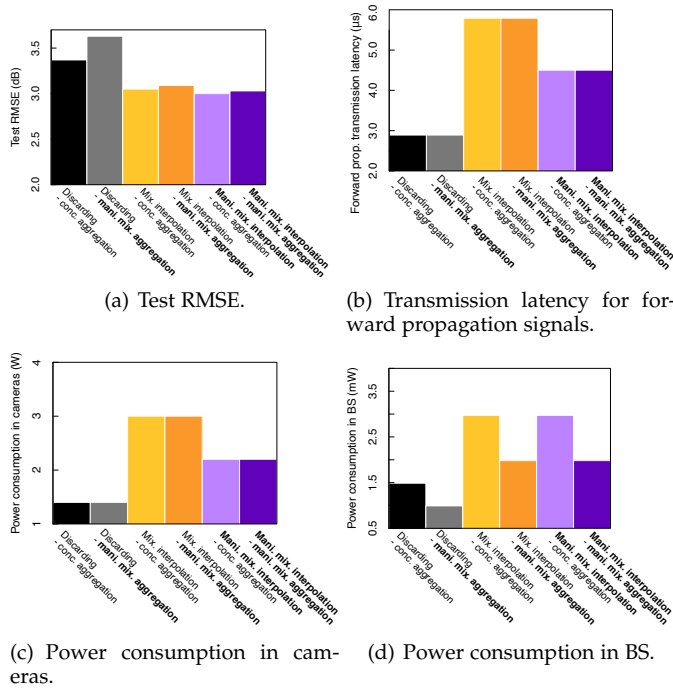 Test RMSE (dB)
3.5
3.0
2.5
2.0
Discarding
- conc. aggregation
Discarding
- mani. mix. aggregation
Mix. interpolation
- conc. aggregation
Mix. interpolation
- mani. mix. aggregation
Mani. mix. interpolation
- conc. aggregation
Mani. mix. interpolation
- mani. mix. aggregation
(a) Test RMSE.
Forward prop. transmission latency (μs)
6.0
5.0
4.0
3.0
2.0
Discarding
- conc. aggregation
Discarding
- mani. mix. aggregation
Mix. interpolation
- conc. aggregation
Mix. interpolation
- mani. mix. aggregation
Mani. mix. interpolation
- conc. aggregation
Mani. mix. interpolation
- mani. mix. aggregation
(b) Transmission latency for for-
ward propagation signals.
Power consumption in cameras (W)
4
3
2
1
Discarding
- conc. aggregation
Discarding
- mani. mix. aggregation
Mix. interpolation
- conc. aggregation
Mix. interpolation
- mani. mix. aggregation
Mani. mix. interpolation
- conc. aggregation
Mani. mix. interpolation
- mani. mix. aggregation
(c) Power consumption in cam-
eras.
Power consumption in BS (mW)
3.5
2.5
1.5
0.5
Discarding
- conc. aggregation
Discarding
- mani. mix. aggregation
Mix. interpolation
- conc. aggregation
Mix. interpolation
- mani. mix. aggregation
Mani. mix. interpolation
- conc. aggregation
Mani. mix. interpolation
- mani. mix. aggregation
(d) Power consumption in BS.